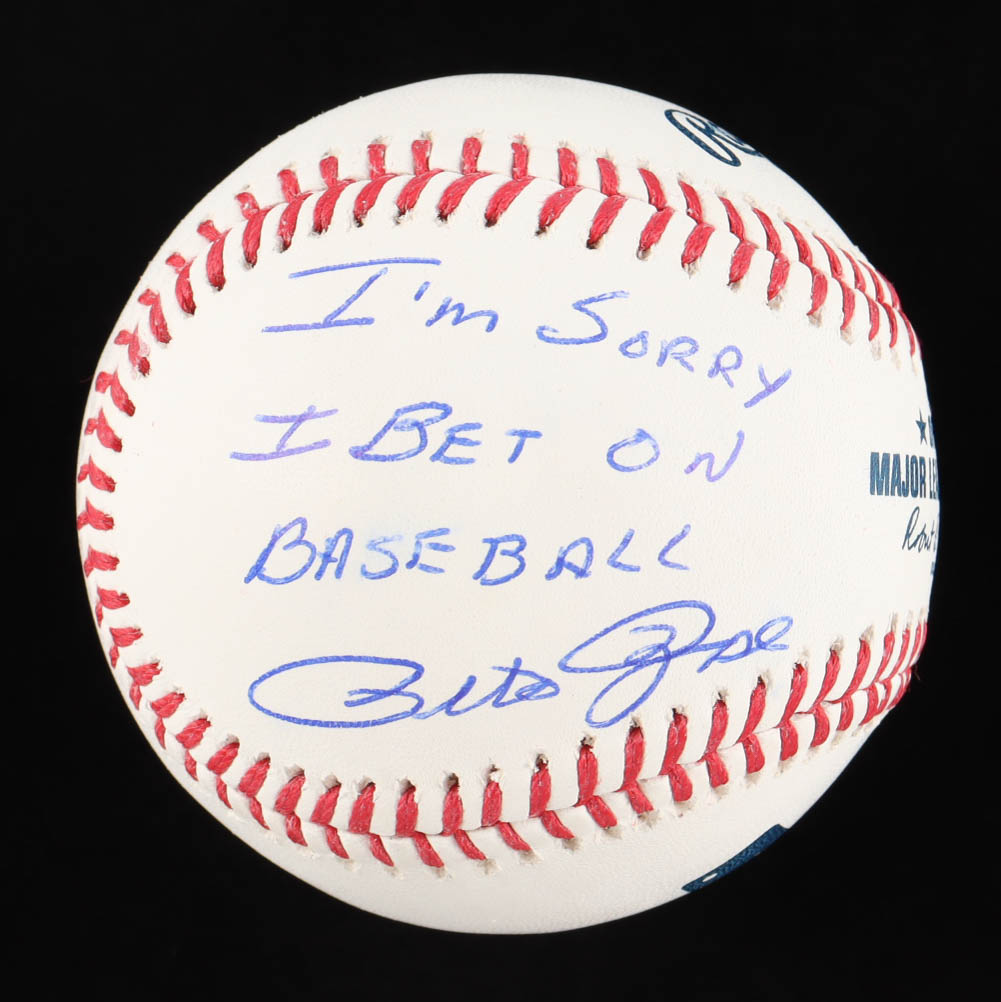 I'm Sorry
I Bet on
Baseball
Pete Rose
MAJOR